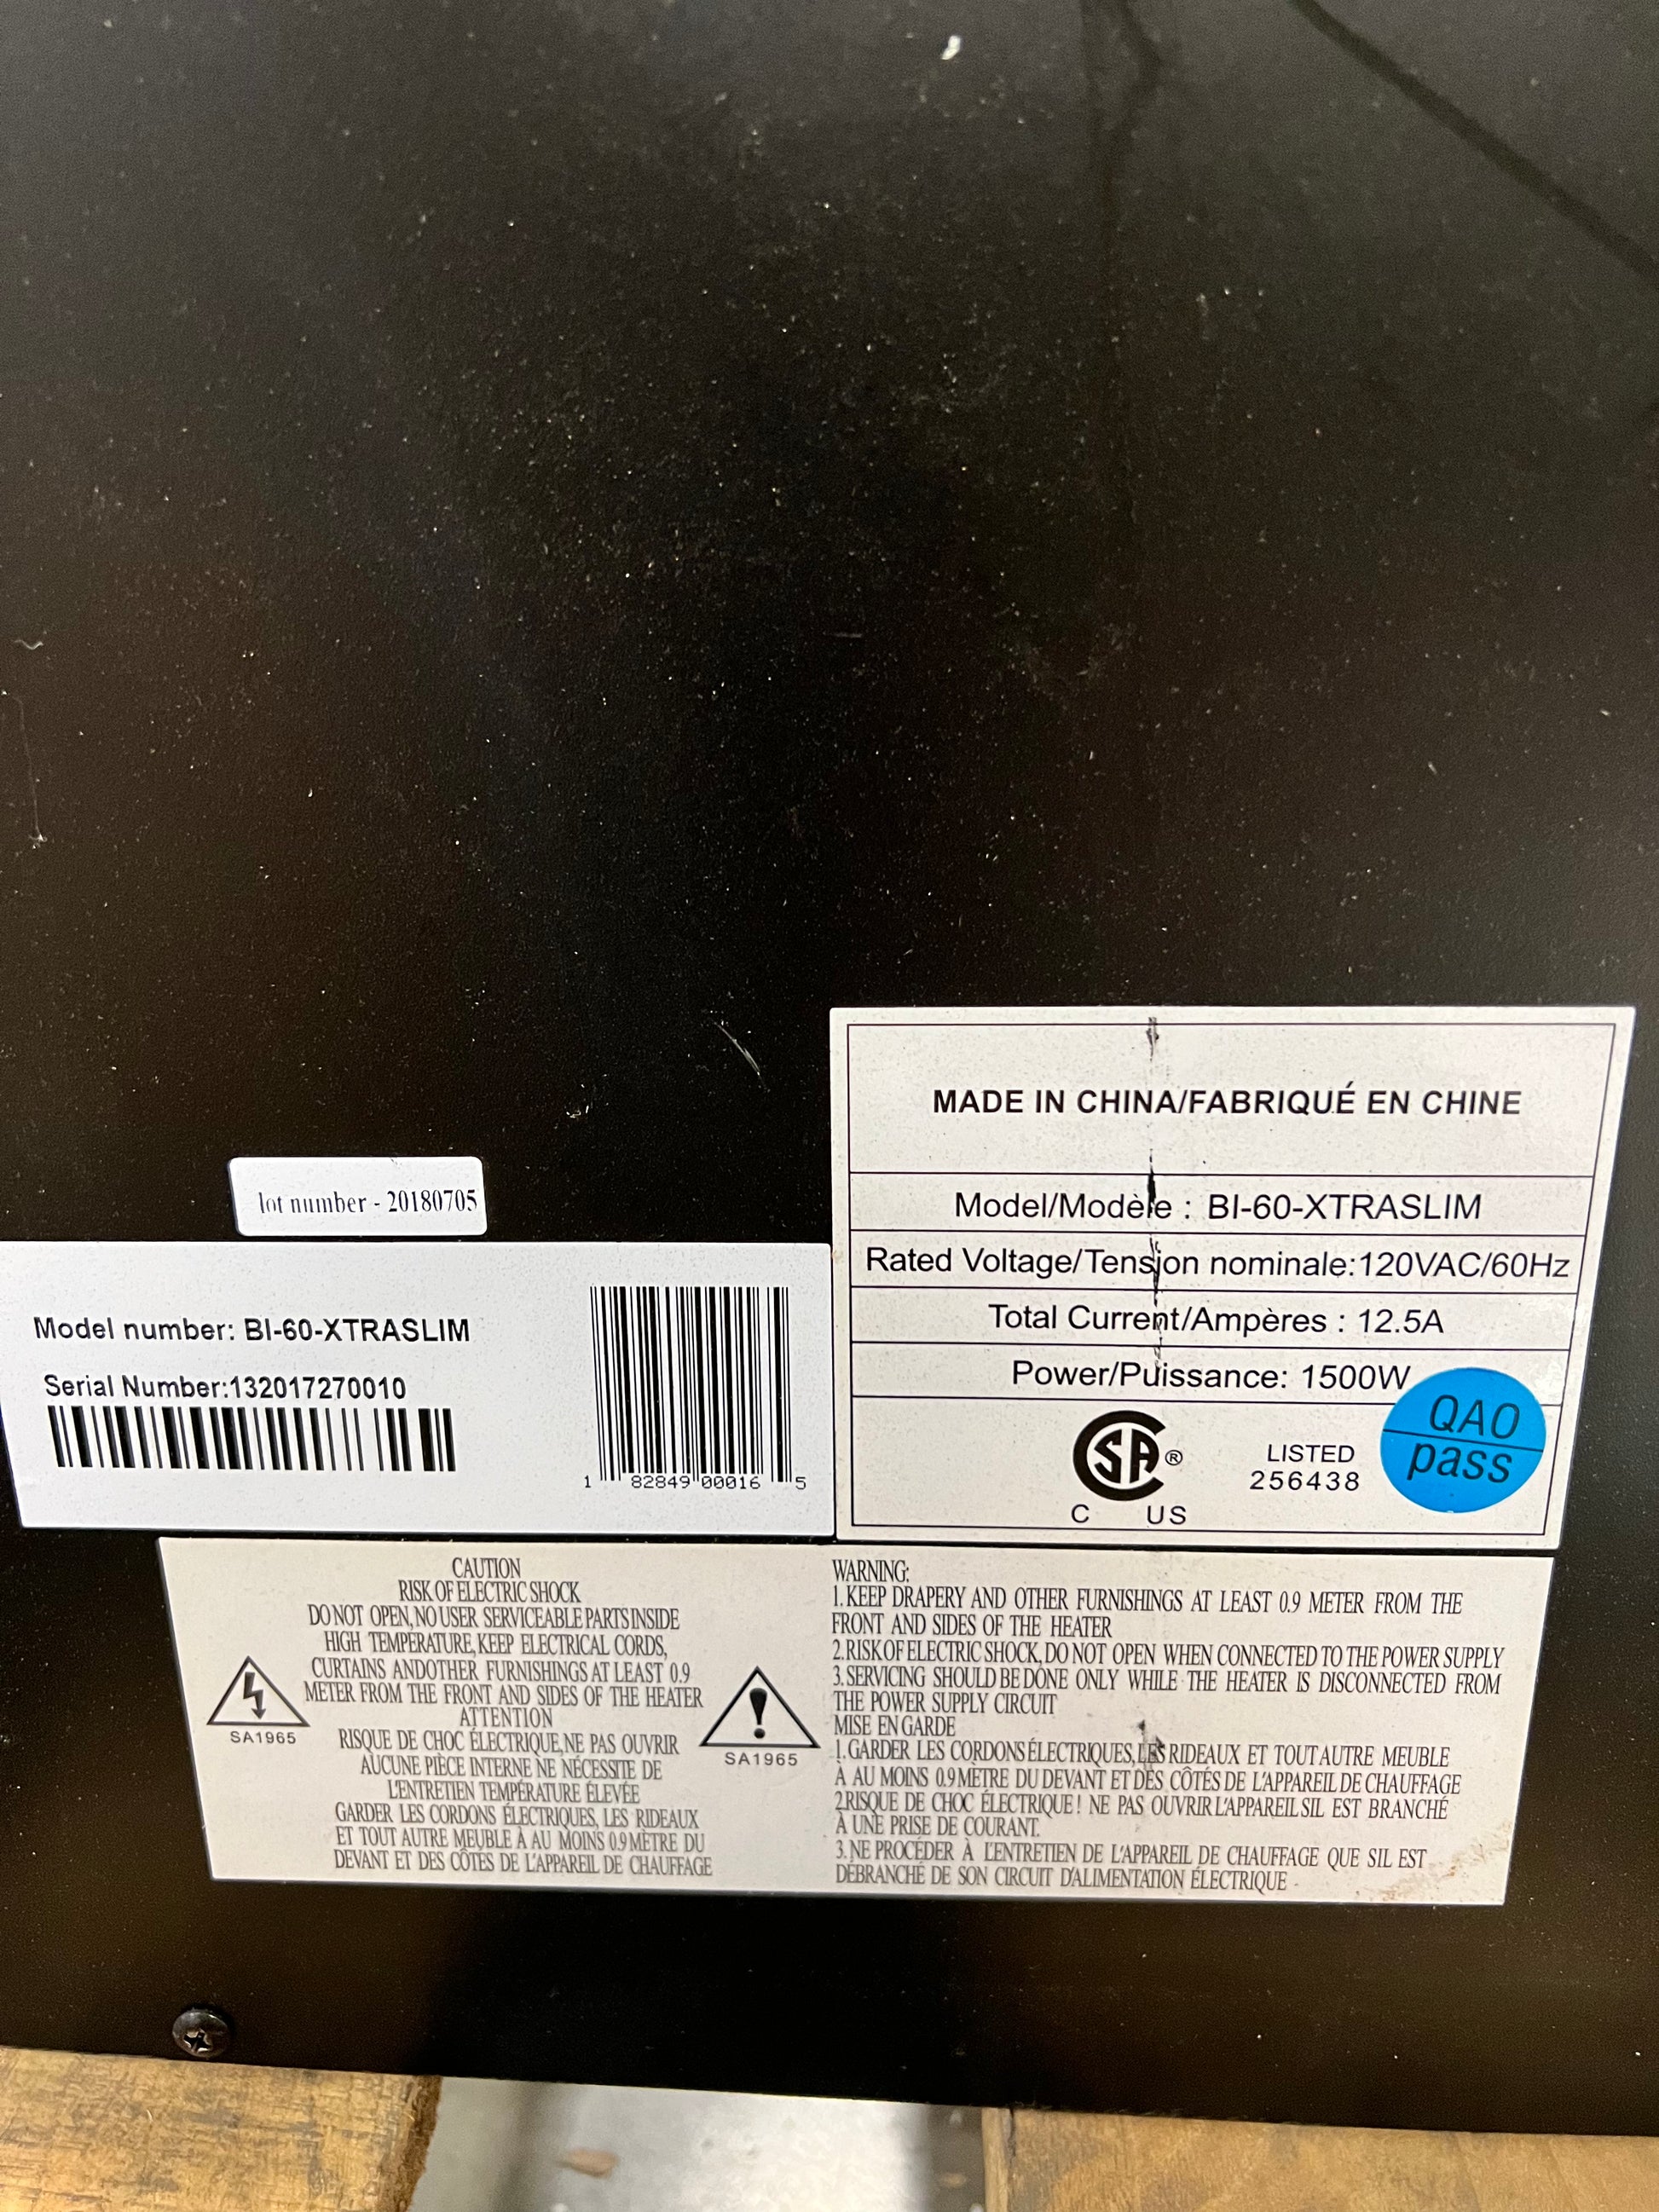 MADE IN CHINA/FABRIQUÉ EN CHINE
Model/Modèle : BI-60-XTRASLIM
Rated Voltage/Tension nominale:120VAC/60Hz
Total Current/Ampères : 12.5A
Power/Puissance: 1500W
SA ®
C US
LISTED
256438
QAO
pass
lot number - 20180705
Model number: BI-60-XTRASLIM
Serial Number:132017270010
1 82849 00016 5
CAUTION
RISK OF ELECTRIC SHOCK
DO NOT OPEN, NO USER SERVICEABLE PARTS INSIDE
HIGH TEMPERATURE, KEEP ELECTRICAL CORDS,
CURTAINS ANDOTHER FURNISHINGS AT LEAST 0.9
METER FROM THE FRONT AND SIDES OF THE HEATER
ATTENTION
RISQUE DE CHOC ÉLECTRIQUE, NE PAS OUVRIR
AUCUNE PIÈCE INTERNE NE NÉCESSITE DE
L'ENTRETIEN TEMPÉRATURE ÉLEVÉE
GARDER LES CORDONS ÉLECTRIQUES, LES RIDEAUX
ET TOUT AUTRE MEUBLE À AU MOINS 0.9 MÈTRE DU
DEVANT ET DES CÔTÉS DE L'APPAREIL DE CHAUFFAGE
SA1965
SA1965
WARNING:
1. KEEP DRAPERY AND OTHER FURNISHINGS AT LEAST 0.9 METER FROM THE
FRONT AND SIDES OF THE HEATER
2. RISK OF ELECTRIC SHOCK, DO NOT OPEN WHEN CONNECTED TO THE POWER SUPPLY
3. SERVICING SHOULD BE DONE ONLY WHILE THE HEATER IS DISCONNECTED FROM
THE POWER SUPPLY CIRCUIT
MISE EN GARDE
1. GARDER LES CORDONS ÉLECTRIQUES, LES RIDEAUX ET TOUT AUTRE MEUBLE
À AU MOINS 0.9 MÈTRE DU DEVANT ET DES CÔTÉS DE L'APPAREIL DE CHAUFFAGE
2 RISQUE DE CHOC ÉLECTRIQUE! NE PAS OUVRIR L'APPAREIL SIL EST BRANCHÉ
À UNE PRISE DE COURANT.
3. NE PROCÉDER À L'ENTRETIEN DE L'APPAREIL DE CHAUFFAGE QUE SIL EST
DÉBRANCHÉ DE SON CIRCUIT D'ALIMENTATION ÉLECTRIQUE